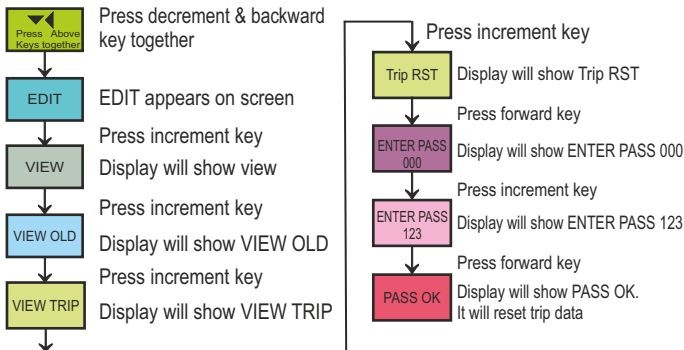 Press Above
Keys together
Press decrement & backward
key together
EDIT
EDIT appears on screen
Press increment key
VIEW
Display will show view
Press increment key
VIEW OLD
Display will show VIEW OLD
Press increment key
VIEW TRIP
Display will show VIEW TRIP
Press increment key
Trip RST
Display will show Trip RST
Press forward key
ENTER PASS
000
Display will show ENTER PASS 000
Press increment key
ENTER PASS
123
Display will show ENTER PASS 123
Press forward key
PASS OK
Display will show PASS OK.
It will reset trip data